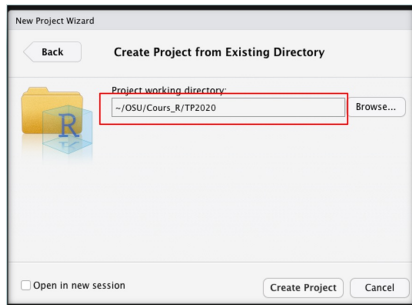 New Project Wizard
Back
Create Project from Existing Directory
Project working directory:
~/OSU/Cours_R/TP2020
Browse...
R
Open in new session
Create Project
Cancel